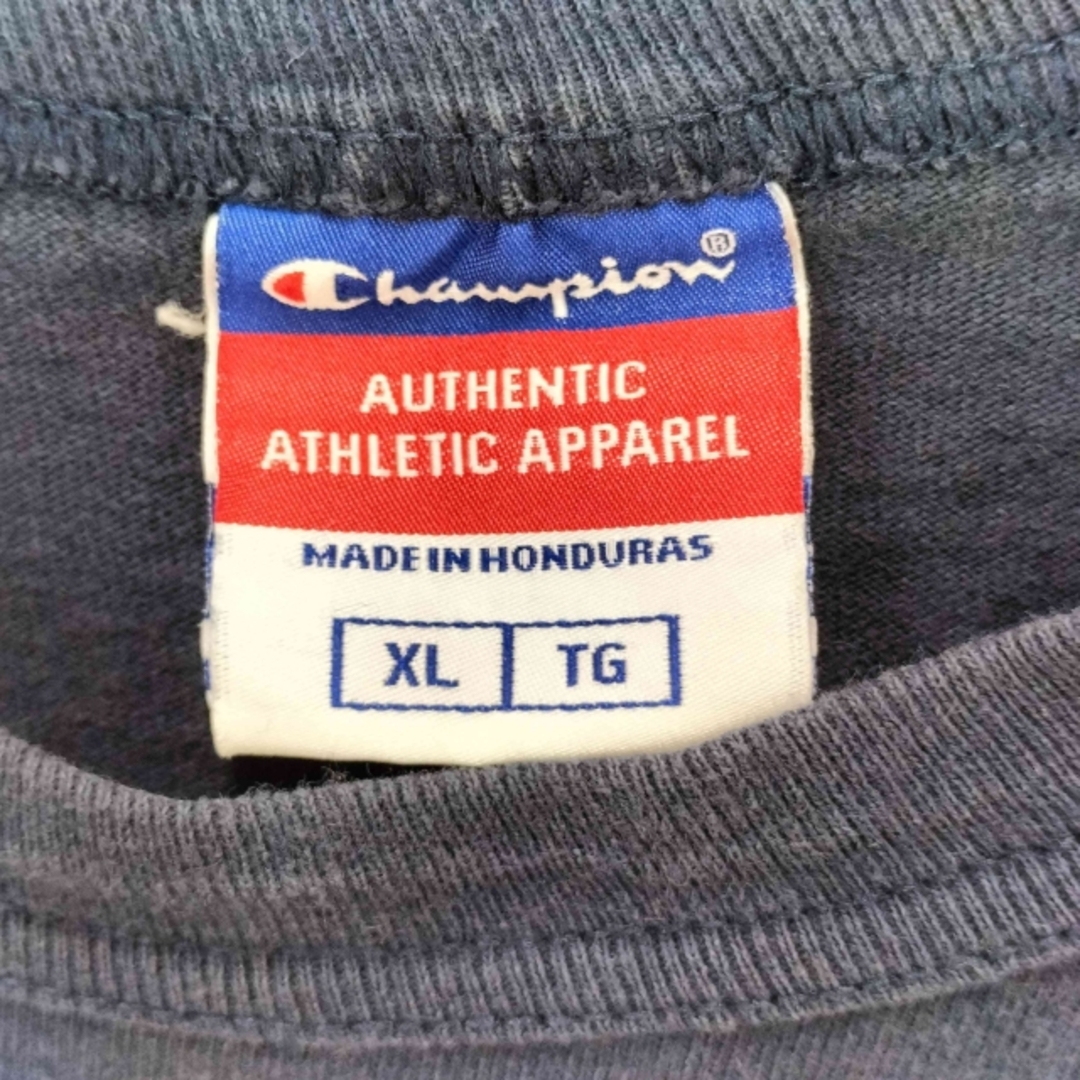 Champion®
AUTHENTIC
ATHLETIC APPAREL
MADE IN HONDURAS
XL TG